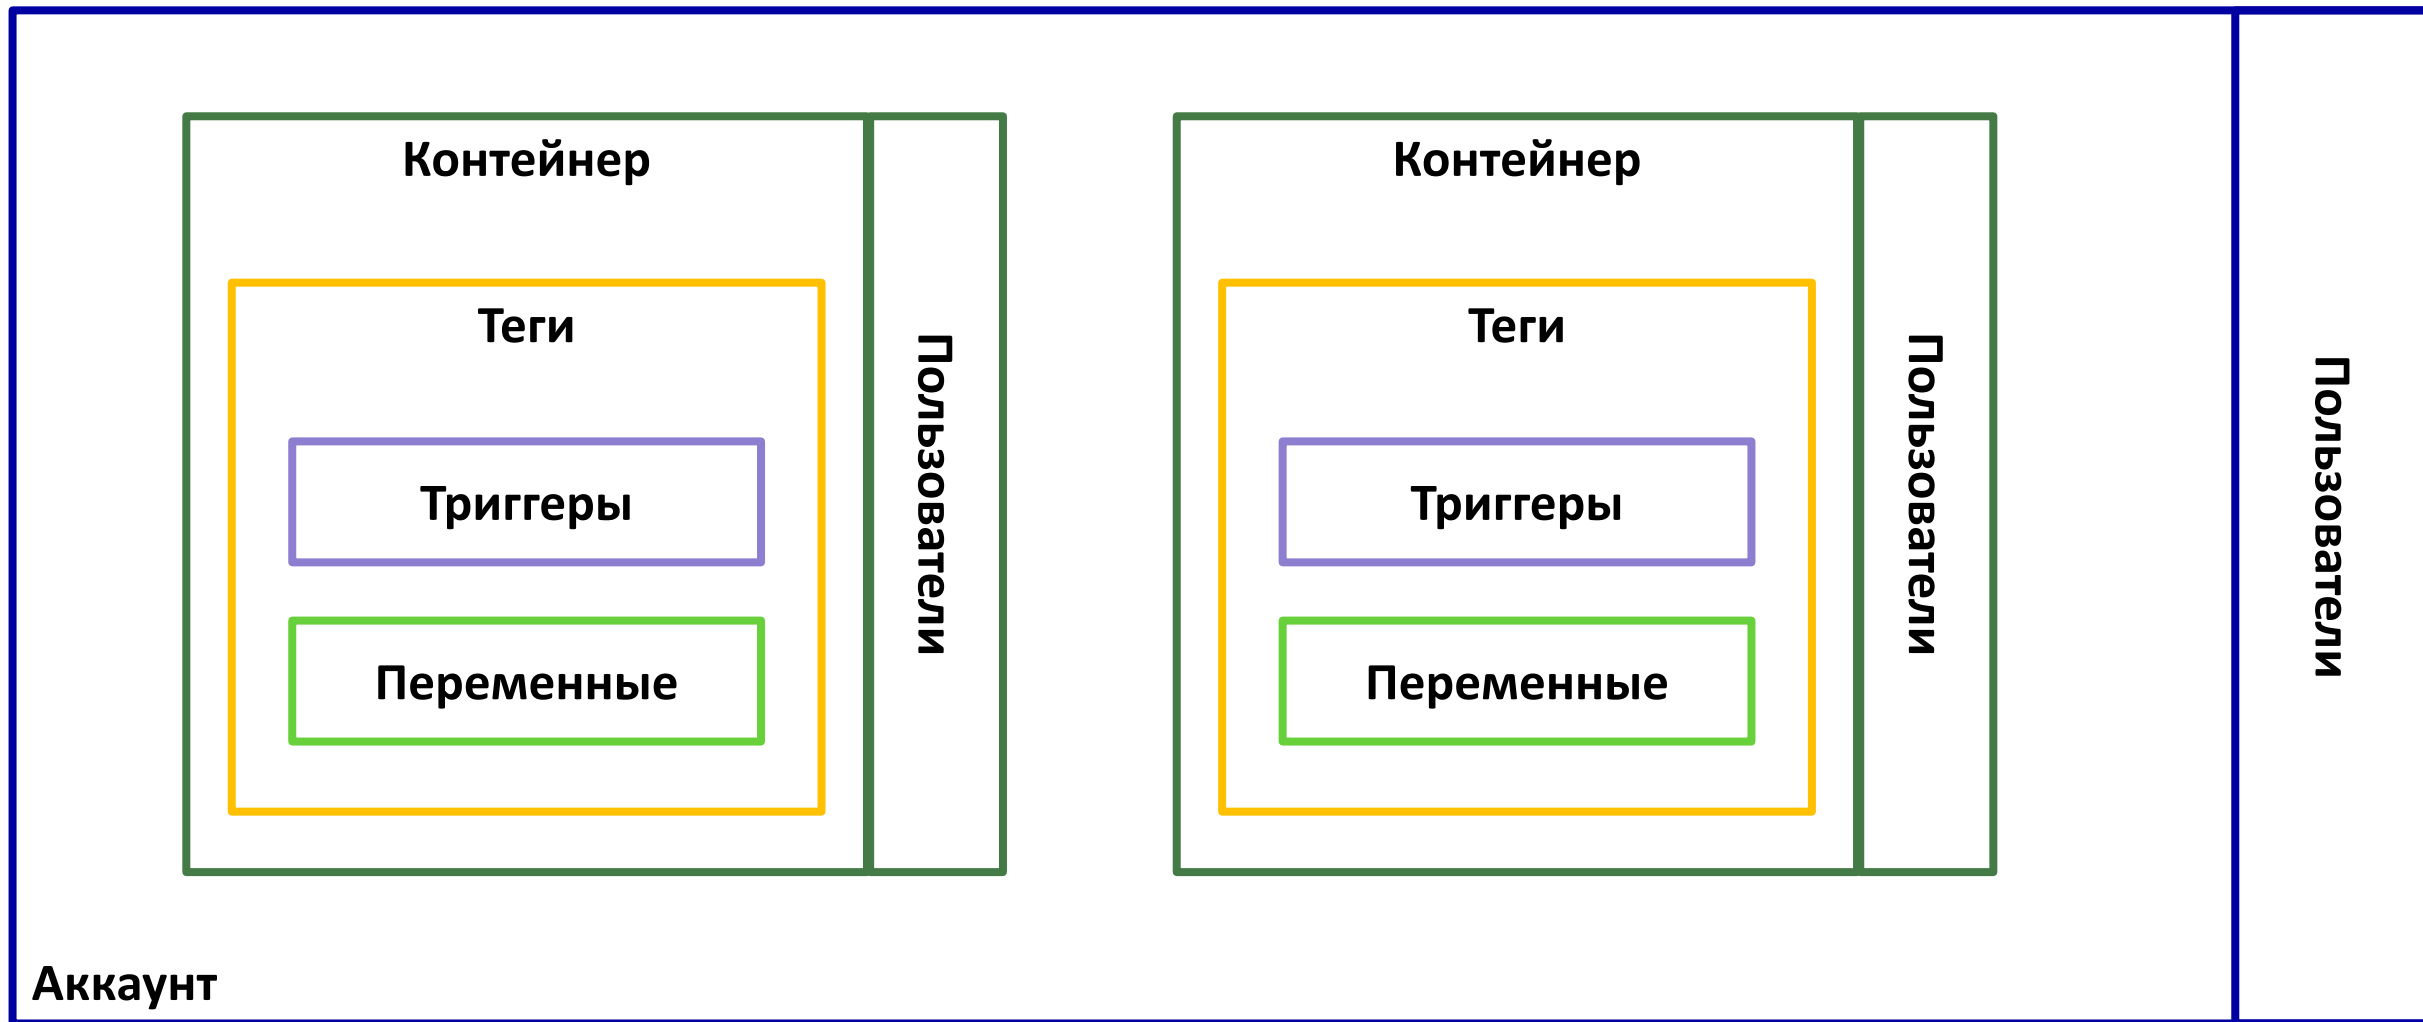 Контейнер
Теги
Триггеры
Переменные
Пользователи
Контейнер
Теги
Триггеры
Переменные
Пользователи
Пользователи
Аккаунт